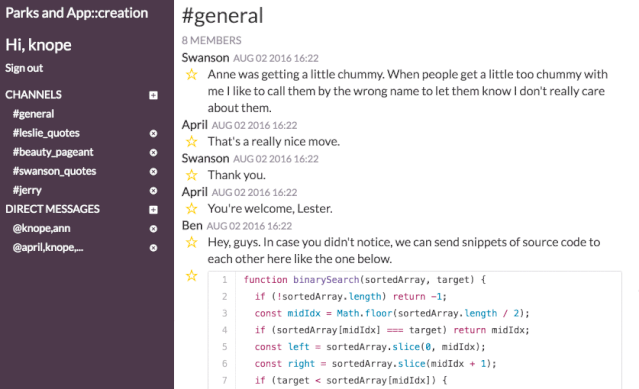 Parks and App::creation
Hi, knope
Sign out
CHANNELS
#general
#leslie_quotes
#beauty_pageant
#swanson_quotes
#jerry
DIRECT MESSAGES
@knope,ann
@april,knope,...
#general
8 MEMBERS
Swanson AUG 02 2016 16:22
Anne was getting a little chummy. When people get a little too chummy with
me I like to call them by the wrong name to let them know I don't really care
about them.
April AUG 02 2016 16:22
That's a really nice move.
Swanson AUG 02 2016 16:22
Thank you.
April AUG 02 2016 16:22
You're welcome, Lester.
Ben AUG 02 2016 16:22
Hey, guys. In case you didn't notice, we can send snippets of source code to
each other here like the one below.
1 function binarySearch(sortedArray, target) {
2 if (!sortedArray.length) return -1;
3 const midIdx = Math.floor(sortedArray.length / 2);
4 if (sortedArray[midIdx] === target) return midIdx;
5 const left = sortedArray.slice(0, midIdx);
6 const right = sortedArray.slice(midIdx + 1);
7 if (target < sortedArray[midIdx]) {